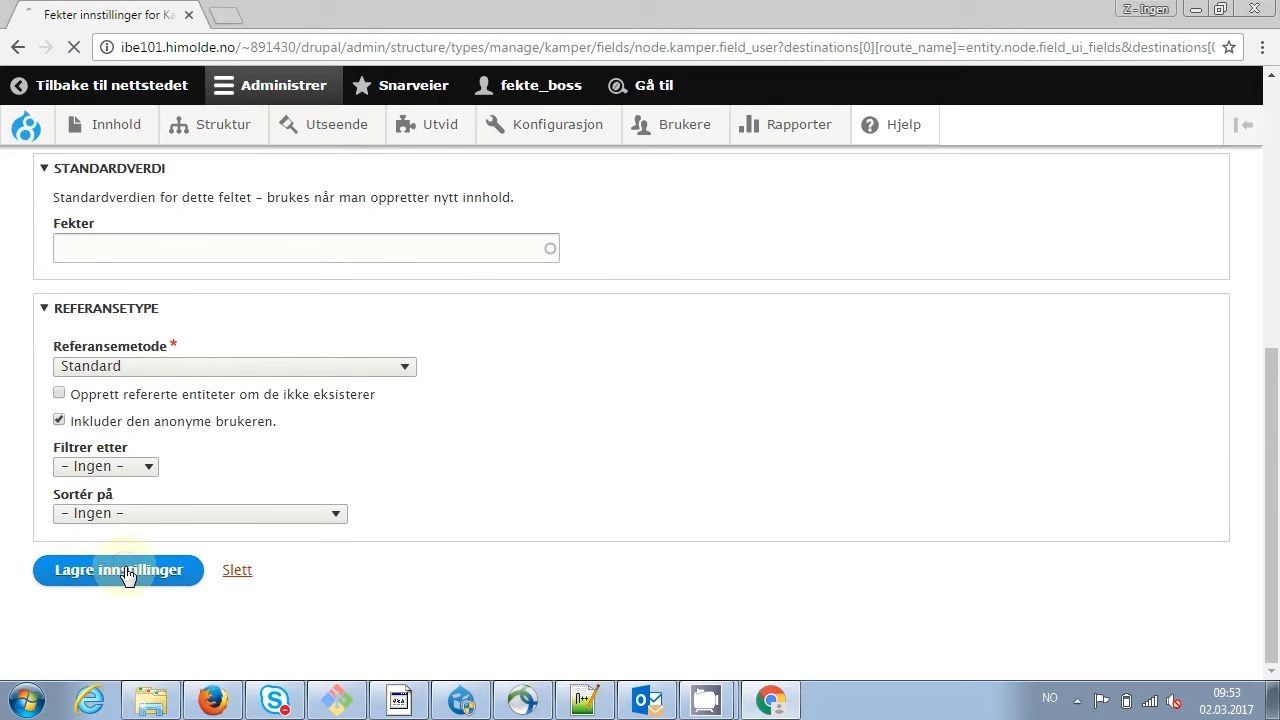 Fekter innstillinger for Ka
Z - Ingen
ibe101.himolde.no/~891430/drupal/admin/structure/types/manage/kamper/fields/node.kamper.field_user?destinations[0][route_name]=entity.node.field_ui_fields&destinations[
Tilbake til nettstedet Administrer Snarveier fekte_boss Gå til
Innhold Struktur Utseende Utvid Konfigurasjon Brukere Rapporter Hjelp
STANDARDVERDI
Standardverdien for dette feltet – brukes når man oppretter nytt innhold.
Fekter
REFERANSETYPE
Referansemetode *
Standard
Opprett refererte entiteter om de ikke eksisterer
Inkluder den anonyme brukeren.
Filtrer etter
- Ingen -
Sortér på
- Ingen -
Lagre innstillinger Slett
NO
09:53
02.03.2017